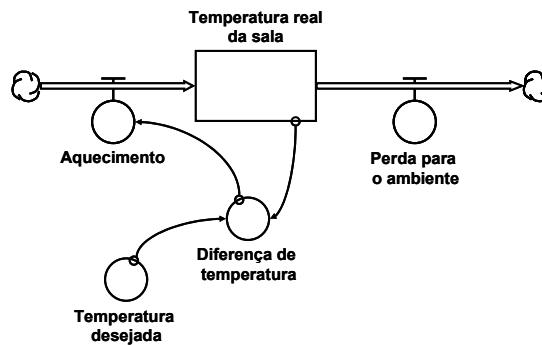 Temperatura real
da sala
Aquecimento
Perda para
o ambiente
Diferença de
temperatura
Temperatura
desejada